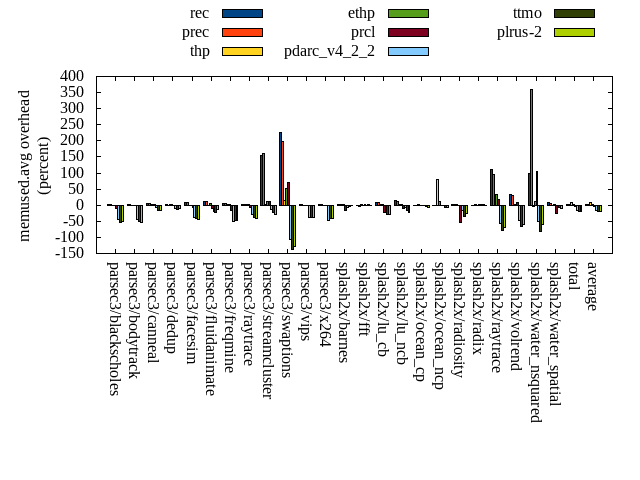 rec ethp ttmo
prec prcl plrus-2
thp pdarc_v4_2_2
memused.avg overhead
(percent)
400
350
300
250
200
150
100
50
0
-50
-100
-150
parsec3/blackscholes
parsec3/bodytrack
parsec3/canneal
parsec3/dedup
parsec3/facesim
parsec3/fluidanimate
parsec3/freqmine
parsec3/raytrace
parsec3/streamcluster
parsec3/swaptions
parsec3/vips
parsec3/x264
splash2x/barnes
splash2x/fft
splash2x/lu_cb
splash2x/lu_ncb
splash2x/ocean_cp
splash2x/ocean_ncp
splash2x/radiosity
splash2x/radix
splash2x/raytrace
splash2x/volrend
splash2x/water_nsquared
splash2x/water_spatial
total
average